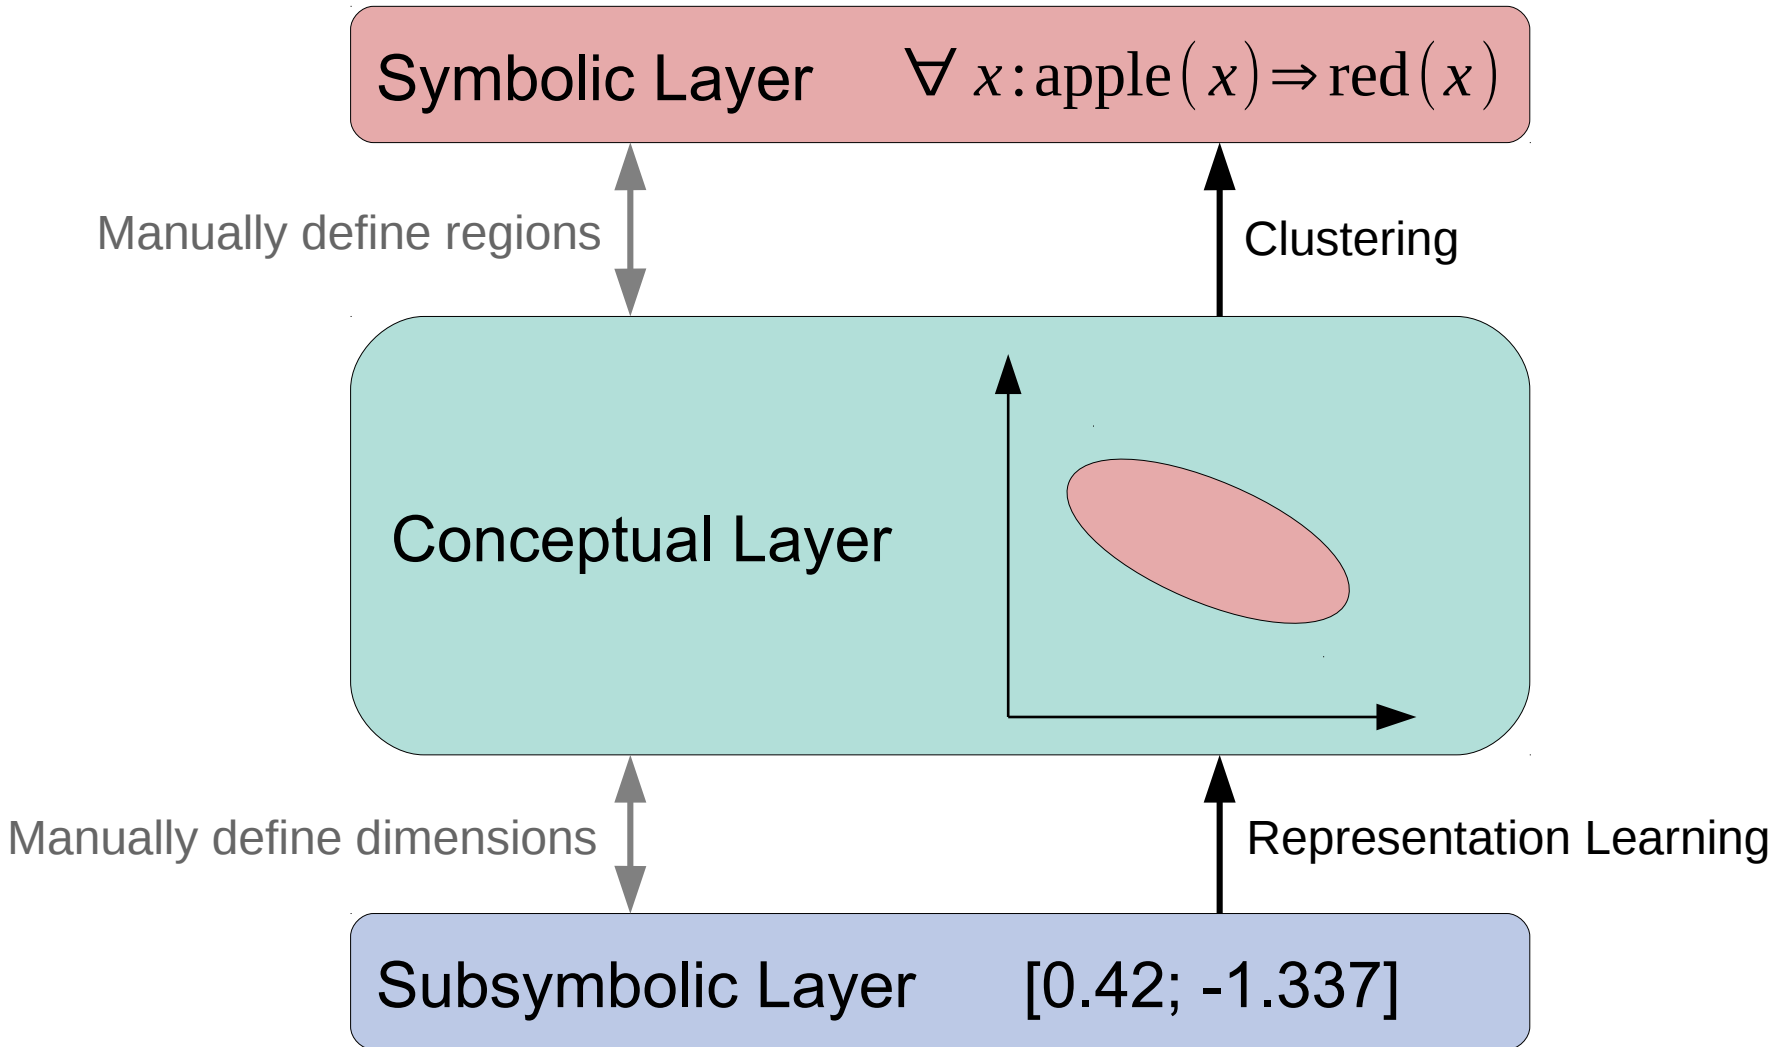 Symbolic Layer ∀ x : apple ( x ) ⇒ red ( x )
Manually define regions
Clustering
Conceptual Layer
Manually define dimensions
Representation Learning
Subsymbolic Layer [0.42; -1.337]